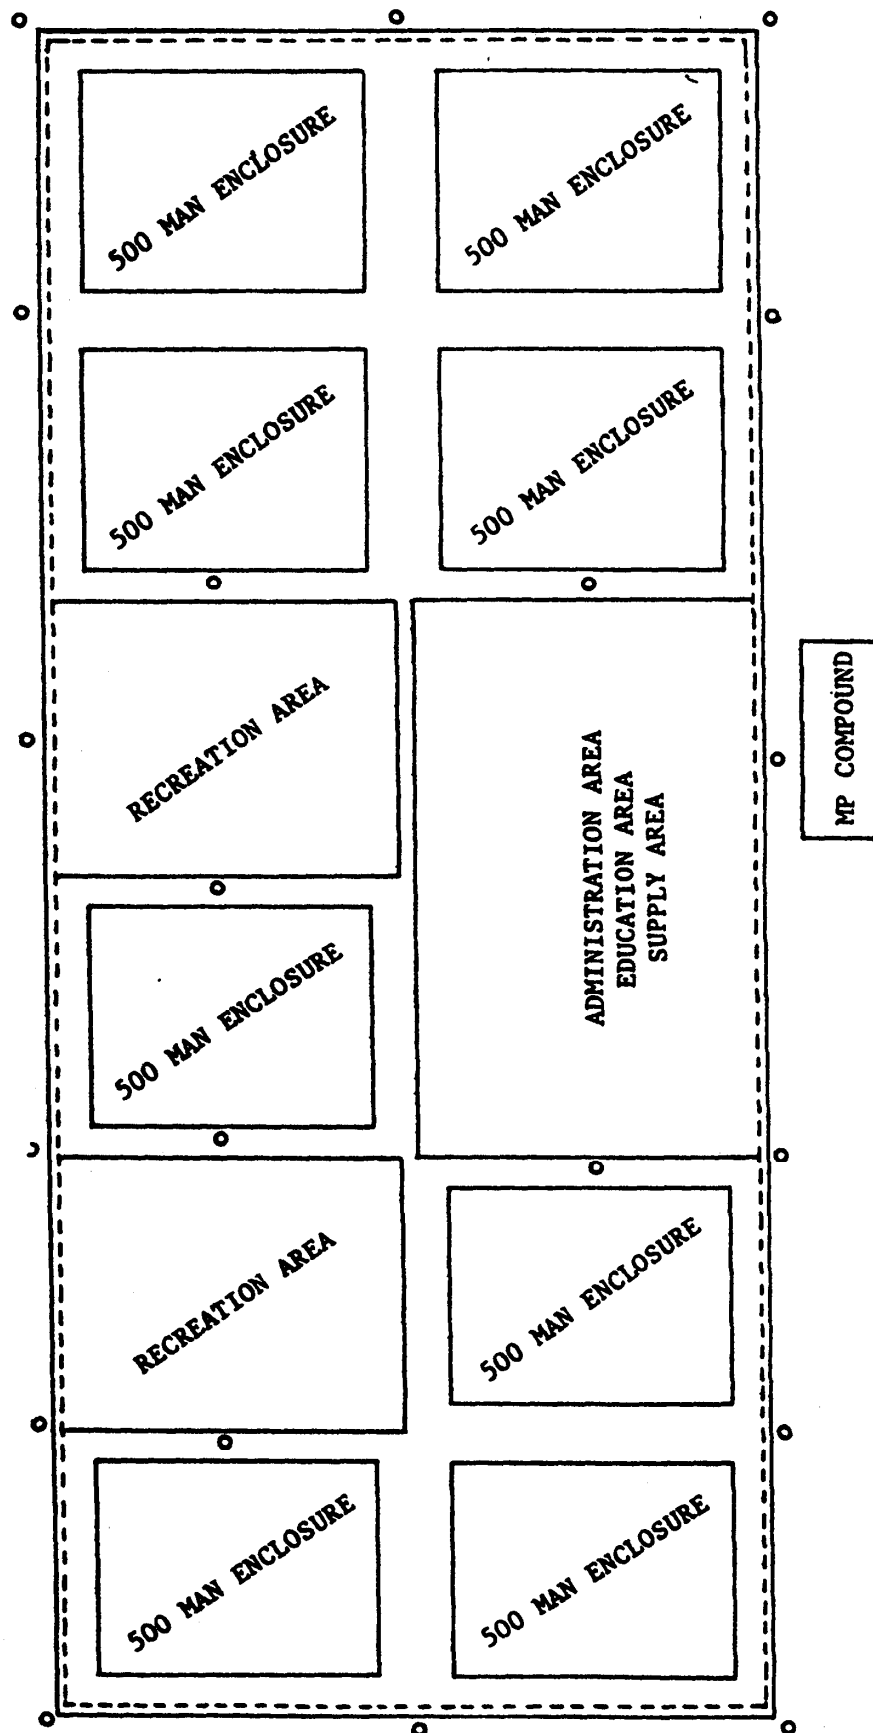 500 MAN ENCLOSURE
500 MAN ENCLOSURE
500 MAN ENCLOSURE
500 MAN ENCLOSURE
RECREATION AREA
ADMINISTRATION AREA
EDUCATION AREA
SUPPLY AREA
MP COMPOUND
500 MAN ENCLOSURE
RECREATION AREA
500 MAN ENCLOSURE
500 MAN ENCLOSURE
500 MAN ENCLOSURE